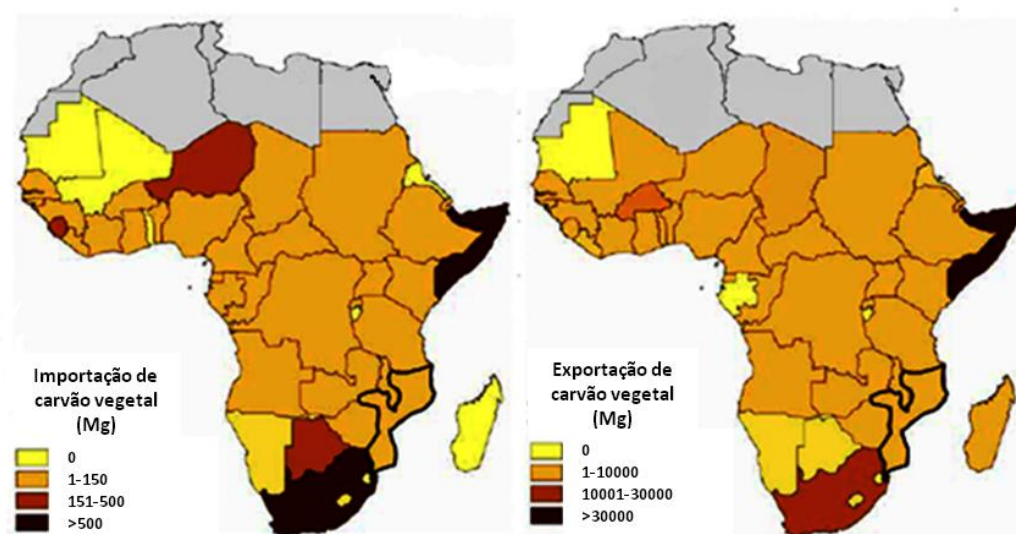 Importação de
carvão vegetal
(Mg)
0
1-150
151-500
>500
Exportação de
carvão vegetal
(Mg)
0
1-10000
10001-30000
>30000